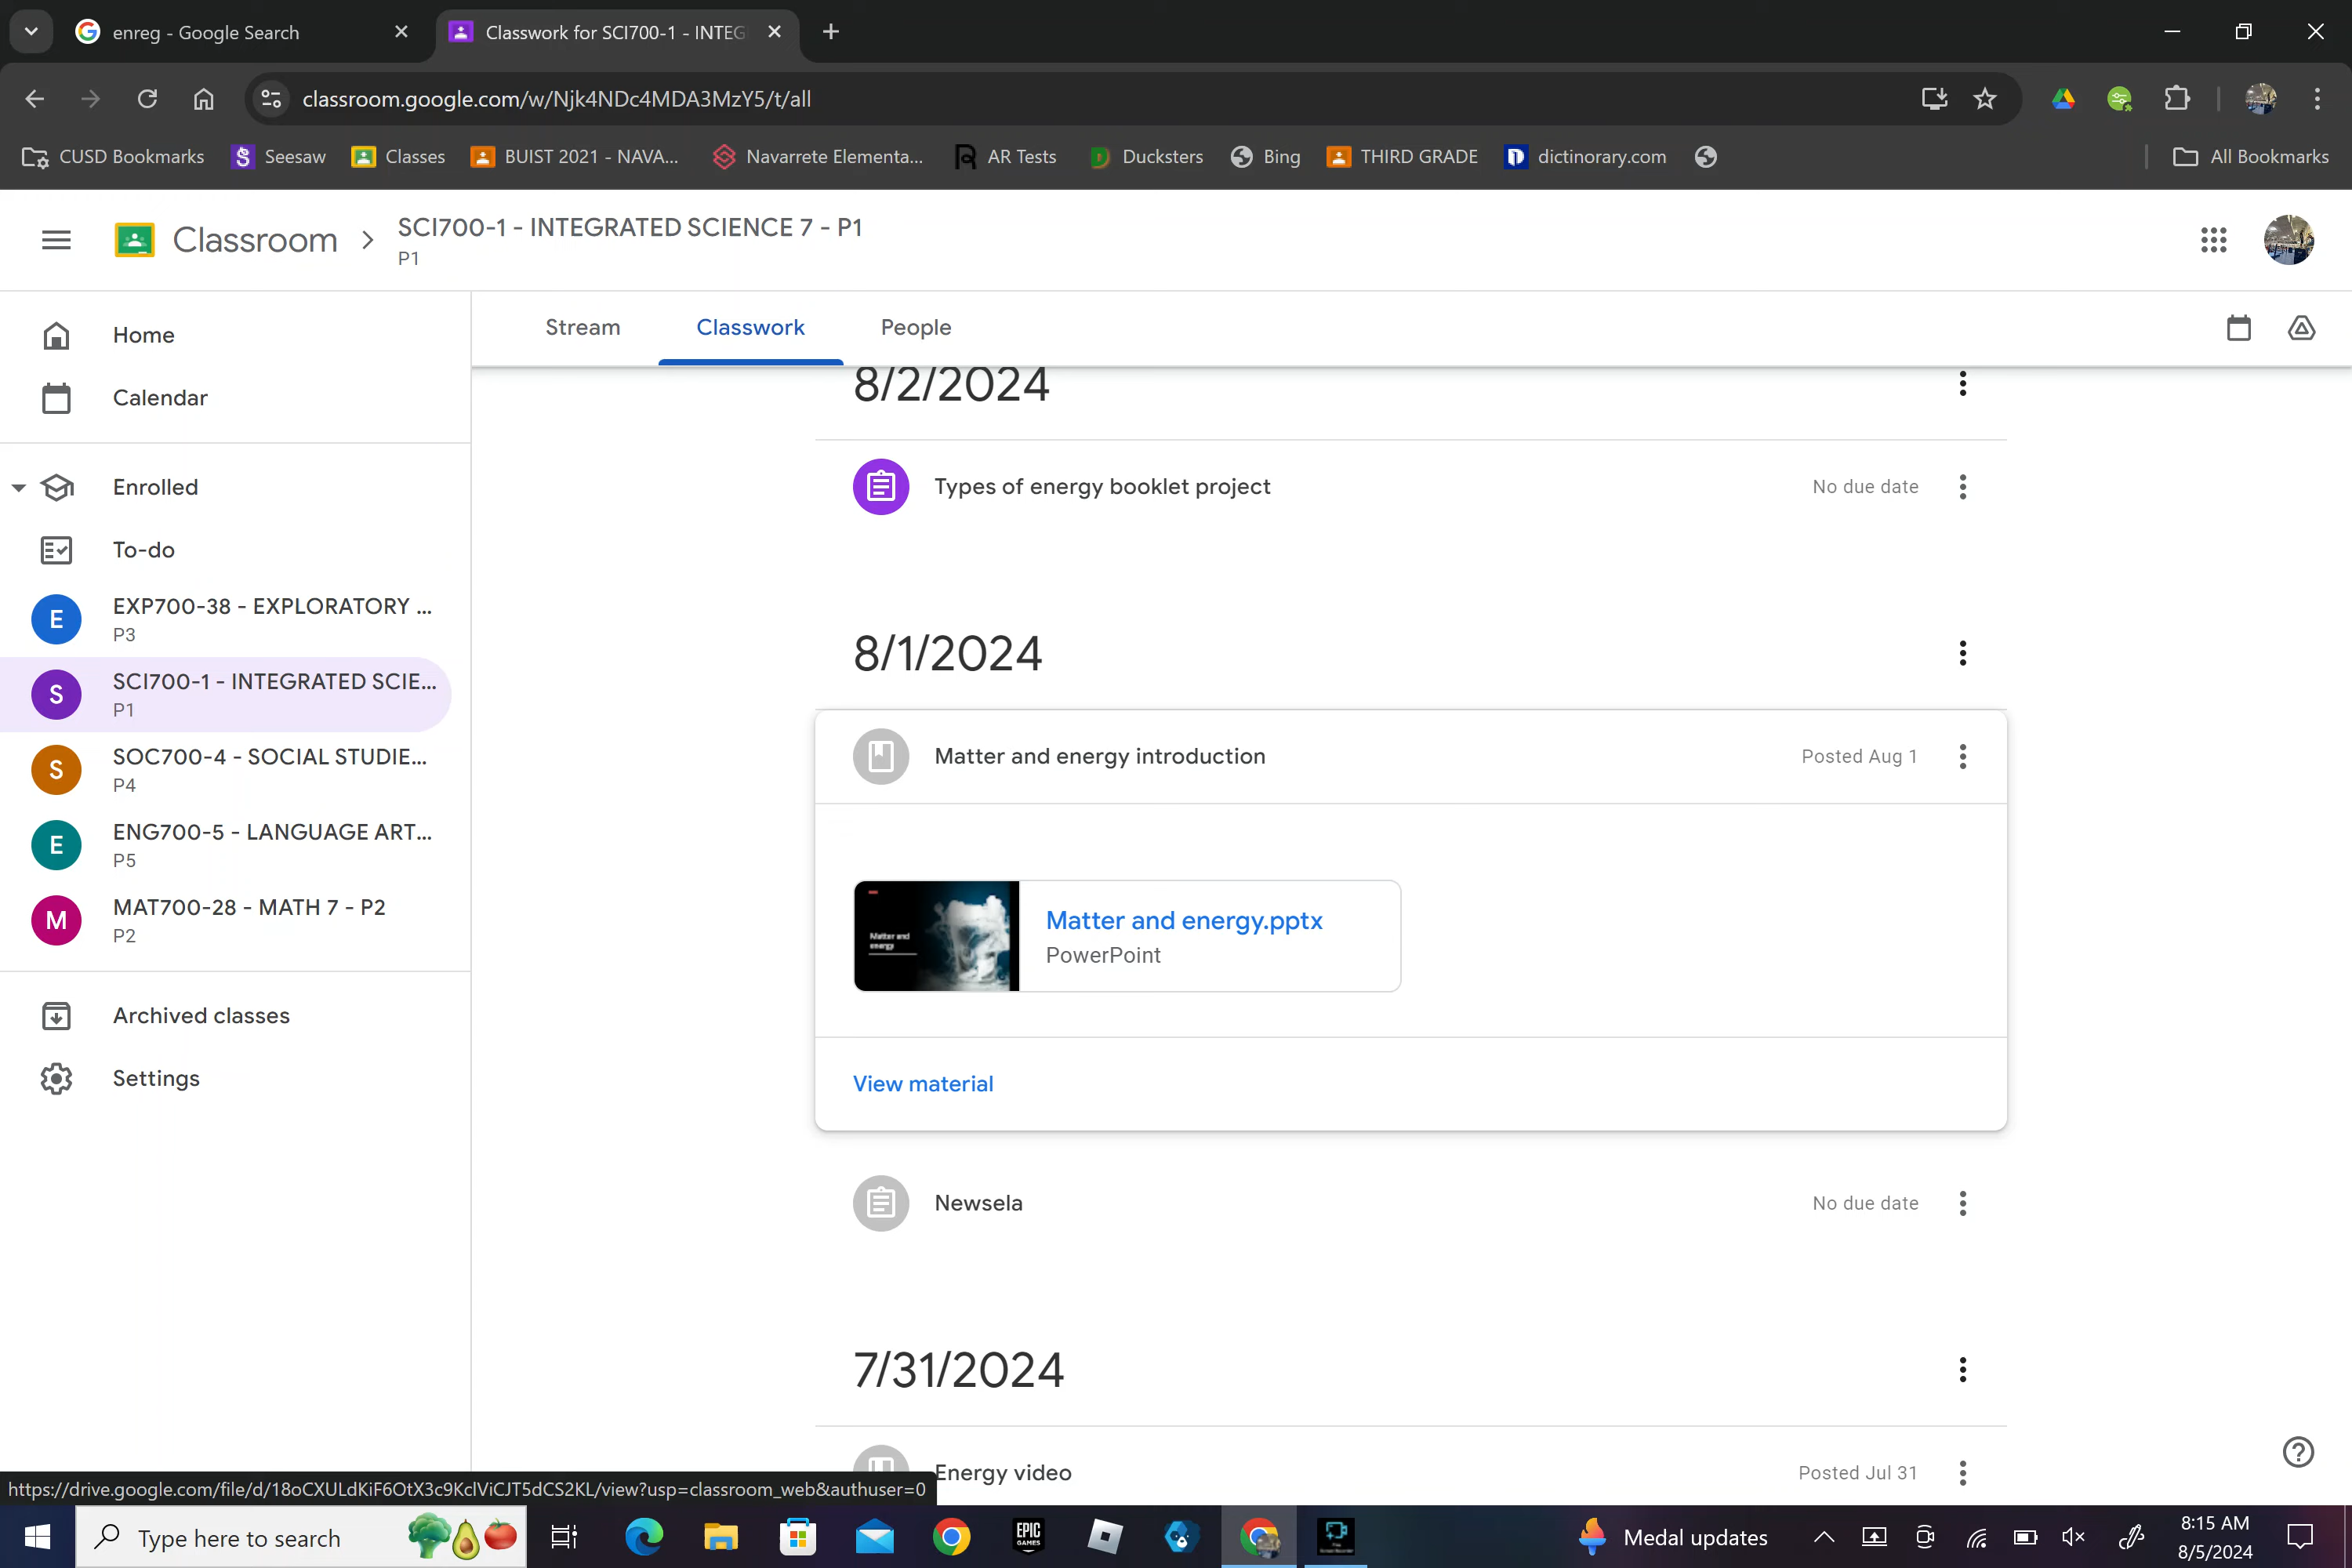 enreg - Google Search
Classwork for SCI700-1 - INTEG
classroom.google.com/w/Njk4NDc4MDA3MzY5/t/all
CUSD Bookmarks
Seesaw
Classes
BUIST 2021 - NAVA...
Navarrete Elementa...
AR Tests
Ducksters
Bing
THIRD GRADE
dictinorary.com
All Bookmarks
Classroom
SCI700-1 - INTEGRATED SCIENCE 7 - P1
P1
Home
Calendar
Enrolled
To-do
E
EXP700-38 - EXPLORATORY ...
P3
S
SCI700-1 - INTEGRATED SCIE...
P1
S
SOC700-4 - SOCIAL STUDIE...
P4
E
ENG700-5 - LANGUAGE ART...
P5
M
MAT700-28 - MATH 7 - P2
P2
Archived classes
Settings
Stream
Classwork
People
8/2/2024
Types of energy booklet project
No due date
8/1/2024
Matter and energy introduction
Posted Aug 1
Matter and
energy
Matter and energy.pptx
PowerPoint
View material
Newsela
No due date
7/31/2024
Energy video
Posted Jul 31
https://drive.google.com/file/d/18oCXULdKiF6OtX3c9KclViCJT5dCS2KL/view?usp=classroom_web&authuser=0
Type here to search
EPIC
GAMES
Medal updates
8:15 AM
8/5/2024